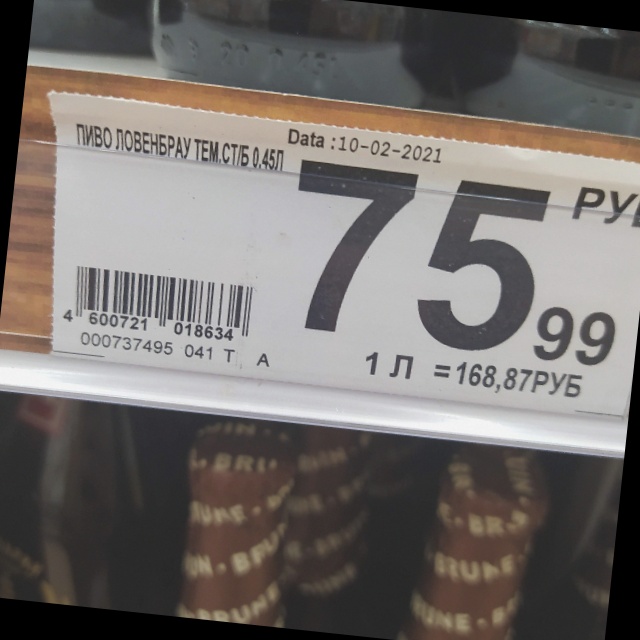 ПИВО ЛОВЕНБРАУ ТЕМ.СТ/Б 0,45Л
Data :10-02-2021
75 99
4 600721 018634
000737495 041 Т А
1 Л =168,87РУБ